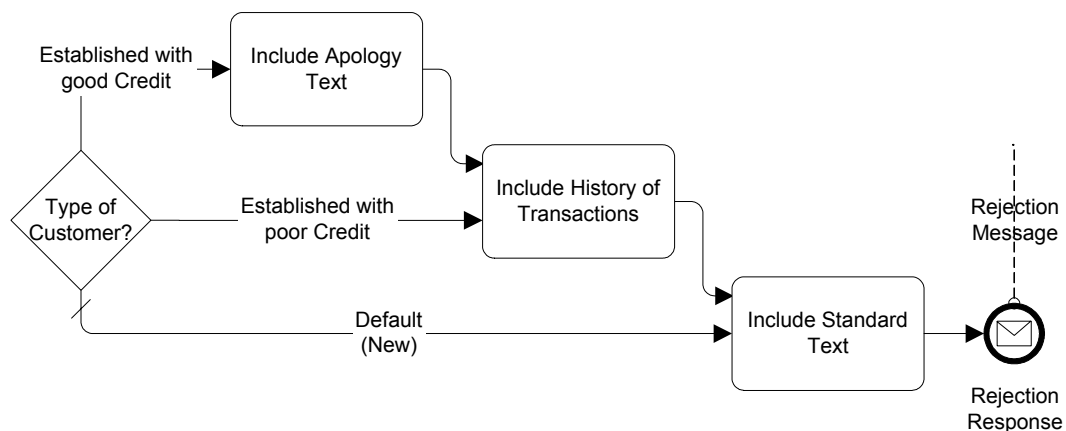 Established with
good Credit
Include Apology
Text
Type of
Customer?
Established with
poor Credit
Include History of
Transactions
Rejection
Message
Default
(New)
Include Standard
Text
Rejection
Response